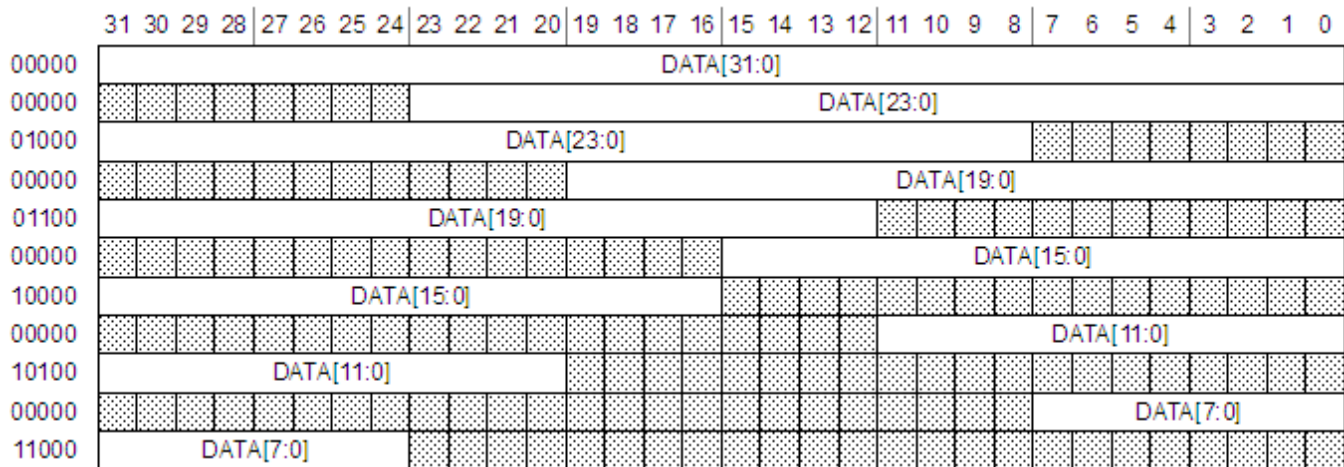 31 30 29 28 27 26 25 24 23 22 21 20 19 18 17 16 15 14 13 12 11 10 9 8 7 6 5 4 3 2 1 0
00000 DATA[31:0]
00000 DATA[23:0]
01000 DATA[23:0]
00000 DATA[19:0]
01100 DATA[19:0]
00000 DATA[15:0]
10000 DATA[15:0]
00000 DATA[11:0]
10100 DATA[11:0]
00000 DATA[7:0]
11000 DATA[7:0]